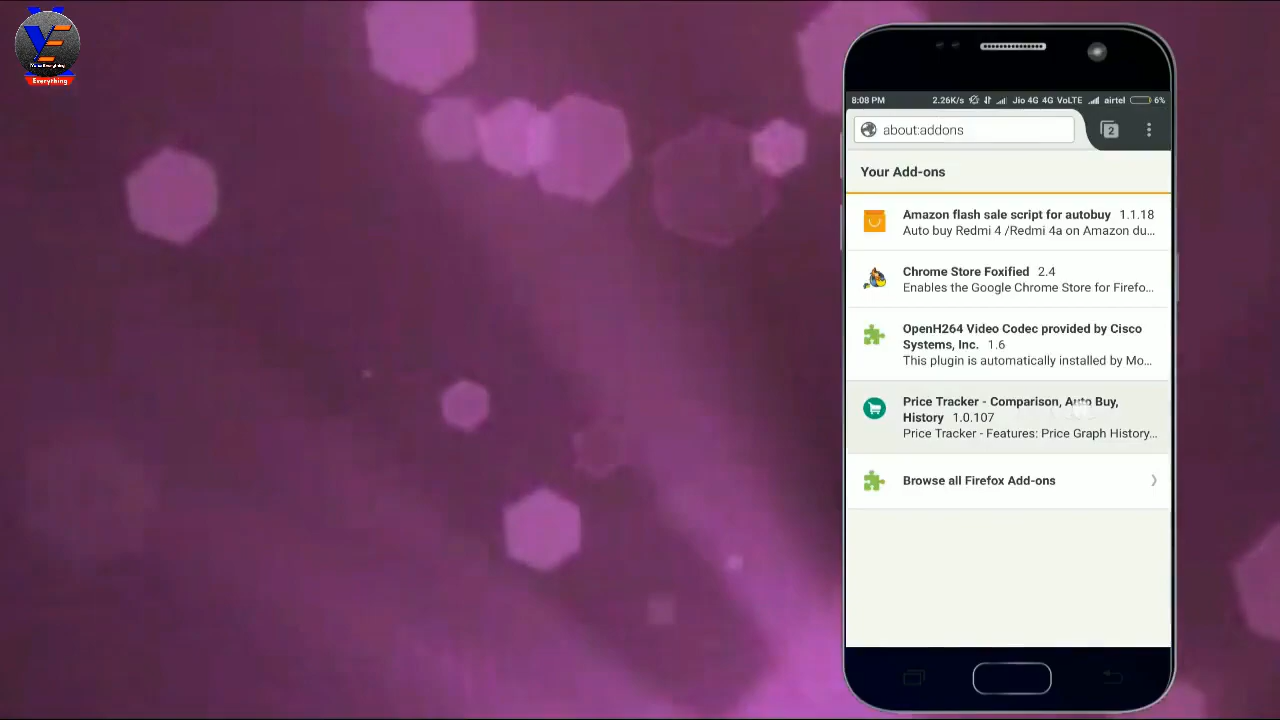 VE
Everything
8:08 PM 2.26K/s Jio 4G 4G VoLTE airtel 6%
about:addons 2
Your Add-ons
Amazon flash sale script for autobuy 1.1.18
Auto buy Redmi 4 /Redmi 4a on Amazon du...
Chrome Store Foxified 2.4
Enables the Google Chrome Store for Firefo...
OpenH264 Video Codec provided by Cisco
Systems, Inc. 1.6
This plugin is automatically installed by Mo...
Price Tracker - Comparison, Auto Buy,
History 1.0.107
Price Tracker - Features: Price Graph History...
Browse all Firefox Add-ons